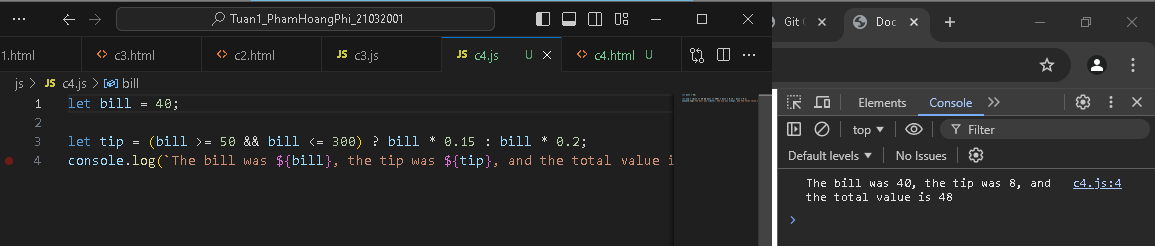 Tuan1_PhamHoangPhi_21032001
1.html
c3.html
c2.html
JS c3.js
JS c4.js U
c4.html U
js > JS c4.js > bill
1 let bill = 40;
2
3 let tip = (bill >= 50 && bill <= 300) ? bill * 0.15 : bill * 0.2;
4 console.log(`The bill was ${bill}, the tip was ${tip}, and the total value i
Git
Doc
Elements Console
top Filter
Default levels No Issues
The bill was 40, the tip was 8, and c4.js:4
the total value is 48